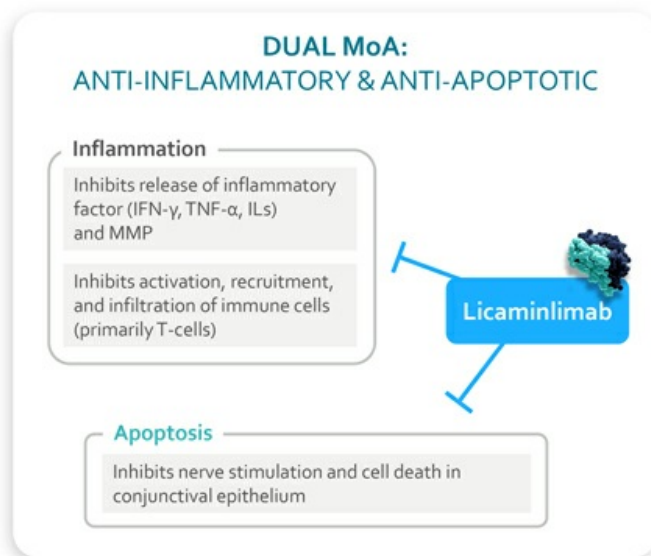 DUAL MoA:
ANTI-INFLAMMATORY & ANTI-APOPTOTIC
Inflammation
Inhibits release of inflammatory
factor (IFN-γ, TNF-α, ILs)
and MMP
Inhibits activation, recruitment,
and infiltration of immune cells
(primarily T-cells)
Licaminlimab
Apoptosis
Inhibits nerve stimulation and cell death in
conjunctival epithelium